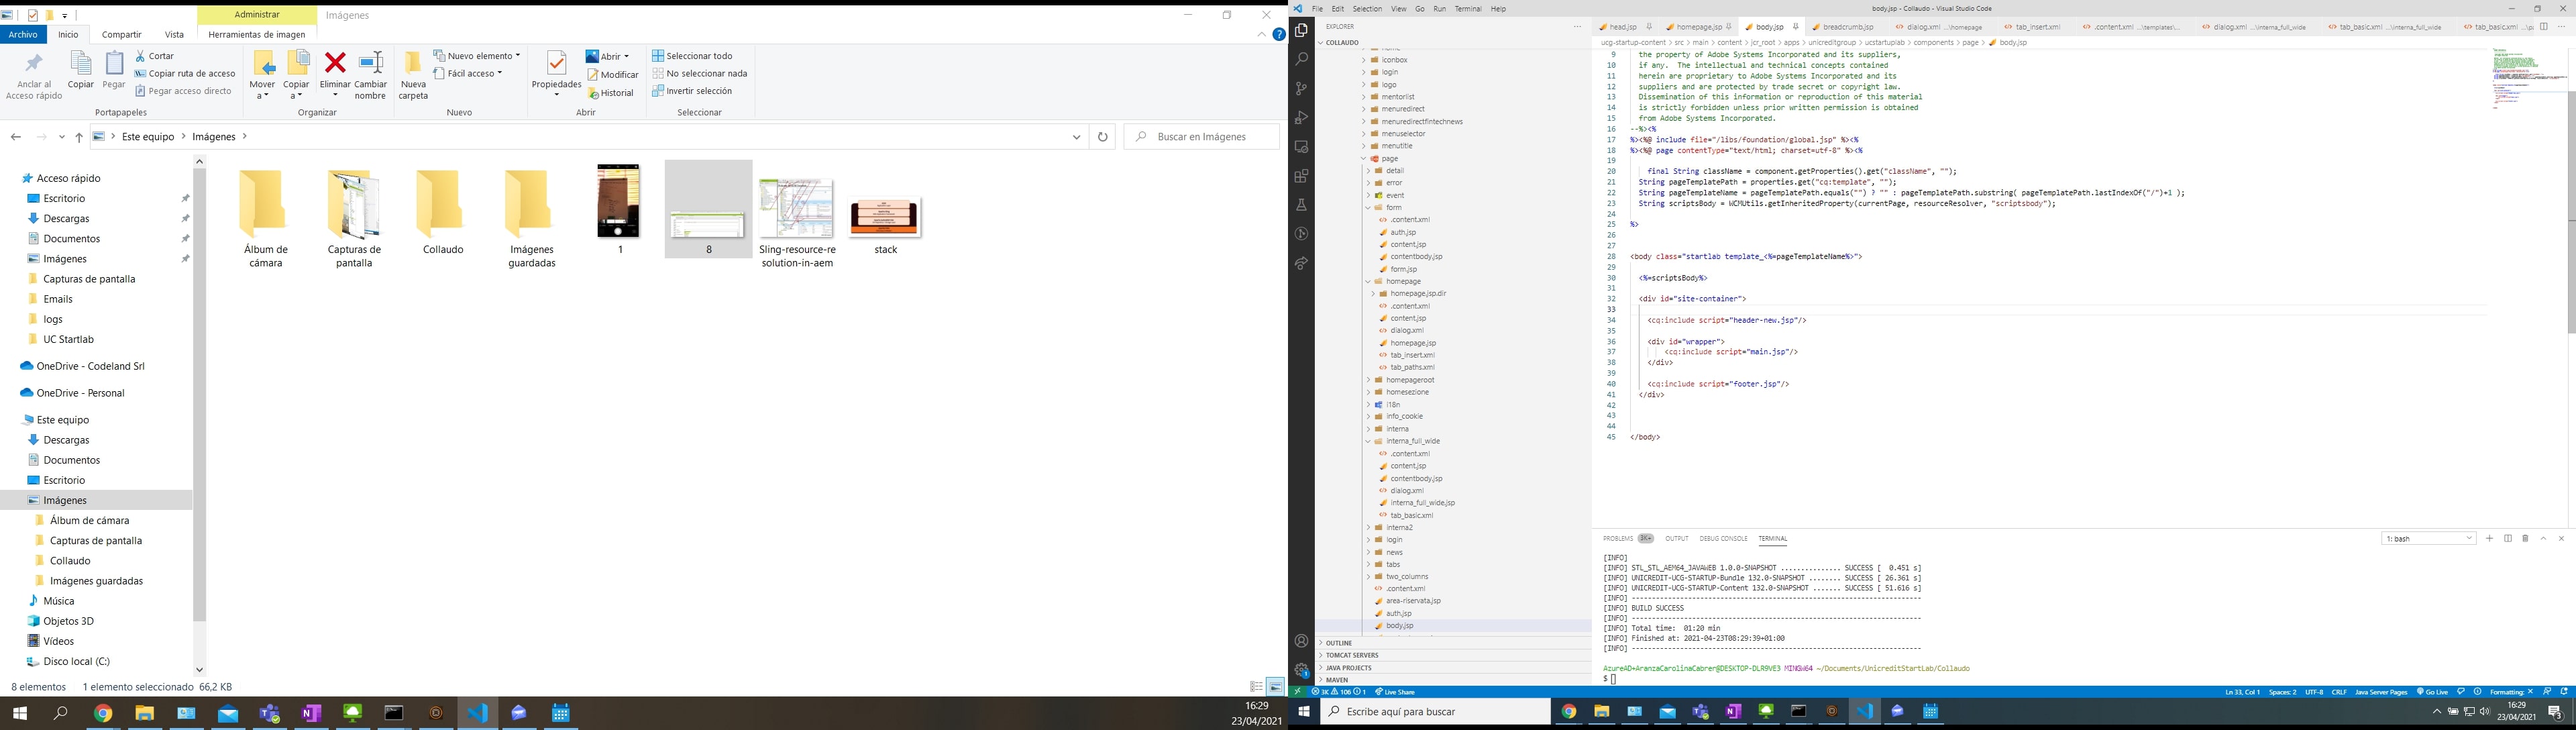 Administrar
Imágenes
Archivo
Inicio
Compartir
Vista
Herramientas de imagen
Anclar al
Acceso rápido
Copiar
Pegar
Cortar
Copiar ruta de acceso
Pegar acceso directo
Portapapeles
Mover
a
Copiar
a
Eliminar
Cambiar
nombre
Organizar
Nueva
carpeta
Nuevo elemento
Fácil acceso
Nuevo
Propiedades
Abrir
Modificar
Historial
Abrir
Seleccionar todo
No seleccionar nada
Invertir selección
Seleccionar
Este equipo > Imágenes >
Buscar en Imágenes
Acceso rápido
Escritorio
Descargas
Documentos
Imágenes
Capturas de pantalla
Emails
logs
UC Startlab
OneDrive - Codeland Srl
OneDrive - Personal
Este equipo
Descargas
Documentos
Escritorio
Imágenes
Álbum de cámara
Capturas de pantalla
Collaudo
Imágenes guardadas
Música
Objetos 3D
Vídeos
Disco local (C:)
Álbum de
cámara
Capturas de
pantalla
Collaudo
Imágenes
guardadas
1
8
Sling-resource-re
solution-in-aem
stack
8 elementos
1 elemento seleccionado 66,2 KB
16:29
23/04/2021
File Edit Selection View Go Run Terminal Help
body.jsp - Collaudo - Visual Studio Code
EXPLORER
COLLAUDO
home
iconbox
login
logo
mentorlist
menuredirect
menuredirectfintechnews
menuselector
menutitle
page
detail
error
event
form
.content.xml
auth.jsp
content.jsp
contentbody.jsp
form.jsp
homepage
homepage.jsp.dir
.content.xml
content.jsp
dialog.xml
homepage.jsp
tab_insert.xml
tab_paths.xml
homepageroot
homesezione
i18n
info_cookie
interna
interna_full_wide
.content.xml
content.jsp
contentbody.jsp
dialog.xml
interna_full_wide.jsp
tab_basic.xml
interna2
login
news
tabs
two_columns
.content.xml
area-riservata.jsp
auth.jsp
body.jsp
OUTLINE
TOMCAT SERVERS
JAVA PROJECTS
MAVEN
head.jsp
homepage.jsp
body.jsp
breadcrumb.jsp
dialog.xml ...\homepage
tab_insert.xml
.content.xml ...\template\...
dialog.xml ...\interna_full_wide
tab_basic.xml ...\interna_full_wide
tab_basic.xml
ucg-startup-content > src > main > content > jcr_root > apps > unicreditgroup > ucstartuplab > components > page > body.jsp
9 the property of Adobe Systems Incorporated and its suppliers,
10 if any. The intellectual and technical concepts contained
11 herein are proprietary to Adobe Systems Incorporated and its
12 suppliers and are protected by trade secret or copyright law.
13 Dissemination of this information or reproduction of this material
14 is strictly forbidden unless prior written permission is obtained
15 from Adobe Systems Incorporated.
16 --%><%
17 %><%@ include file="/libs/foundation/global.jsp" %><%
18 %><%@ page contentType="text/html; charset=utf-8" %><%
19
20 final String className = component.getProperties().get("className", "");
21 String pageTemplatePath = properties.get("cq:template", "");
22 String pageTemplateName = pageTemplatePath.equals("") ? "" : pageTemplatePath.substring( pageTemplatePath.lastIndexOf("/")+1 );
23 String scriptsBody = WCMUtils.getInheritedProperty(currentPage, resourceResolver, "scriptsbody");
24
25 %>
26
27
28 <body class="startlab template_<%=pageTemplateName%>">
29
30 <%=scriptsBody%>
31
32 <div id="site-container">
33
34 <cq:include script="header-new.jsp"/>
35
36 <div id="wrapper">
37 <cq:include script="main.jsp"/>
38 </div>
39
40 <cq:include script="footer.jsp"/>
41 </div>
42
43
44
45 </body>
PROBLEMS 3K+ OUTPUT DEBUG CONSOLE TERMINAL
1: bash
[INFO]
[INFO] STL_STL_AEM64_JAVAWEB 1.0.0-SNAPSHOT .............. SUCCESS [ 0.451 s]
[INFO] UNICREDIT-UCG-STARTUP-Bundle 132.0-SNAPSHOT ........ SUCCESS [ 26.361 s]
[INFO] UNICREDIT-UCG-STARTUP-Content 132.0-SNAPSHOT ....... SUCCESS [ 51.616 s]
[INFO] ------------------------------------------------------------------------
[INFO] BUILD SUCCESS
[INFO] ------------------------------------------------------------------------
[INFO] Total time: 01:20 min
[INFO] Finished at: 2021-04-23T08:29:39+01:00
[INFO] ------------------------------------------------------------------------
AzureAD+AranzaCarolinaCabrer@DESKTOP-DLR9VE3 MINGW64 ~/Documents/UnicreditStartLab/Collaudo
$
3K 106 1 Live Share
Ln 33, Col 1 Spaces: 2 UTF-8 CRLF Java Server Pages Go Live Formatting: ✕
Escribe aquí para buscar
16:29
23/04/2021
3